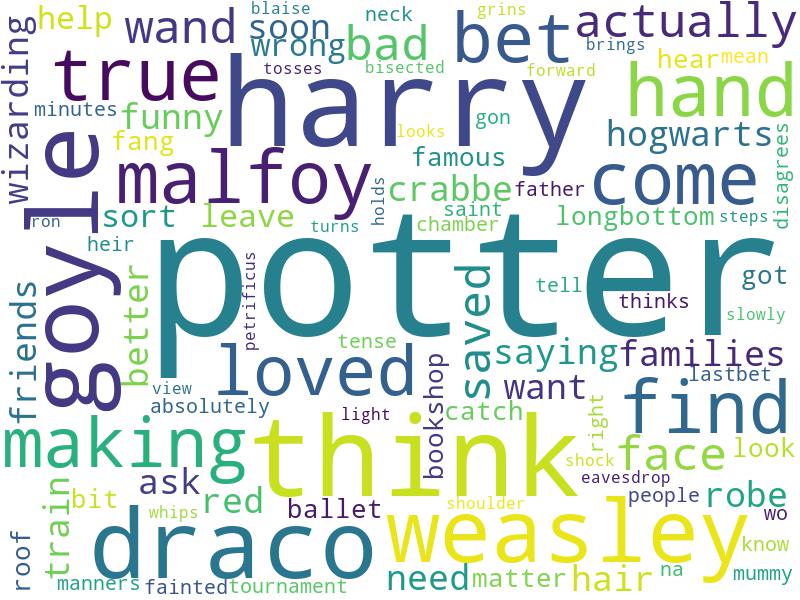 blaise
neck
grins
help
wand
soon
bet
actually
wizarding
wrong
bad
brings
true
harry
tosses
bisected
forward
hear
mean
minutes
funny
hand
gon
looks
fang
hogwarts
disagrees
goyle
malfoy
famous
come
crabbe
father
holds
saint
sort
leave
turns
chamber
longbottom
steps
ron
heir
potter
petrificus
better
friends
saved
tell
got
thinks
slowly
tense
loved
saying
families
view
absolutely
bookshop
want
lastbet
find
light
catch
right
making
think
face
look
shock
eavesdrop
ask
train
bit
red
ballet
people
robe
whips
shoulder
wo
draco
weasley
roof
know
manners
fainted
tournament
need
matter
hair
na
mummy